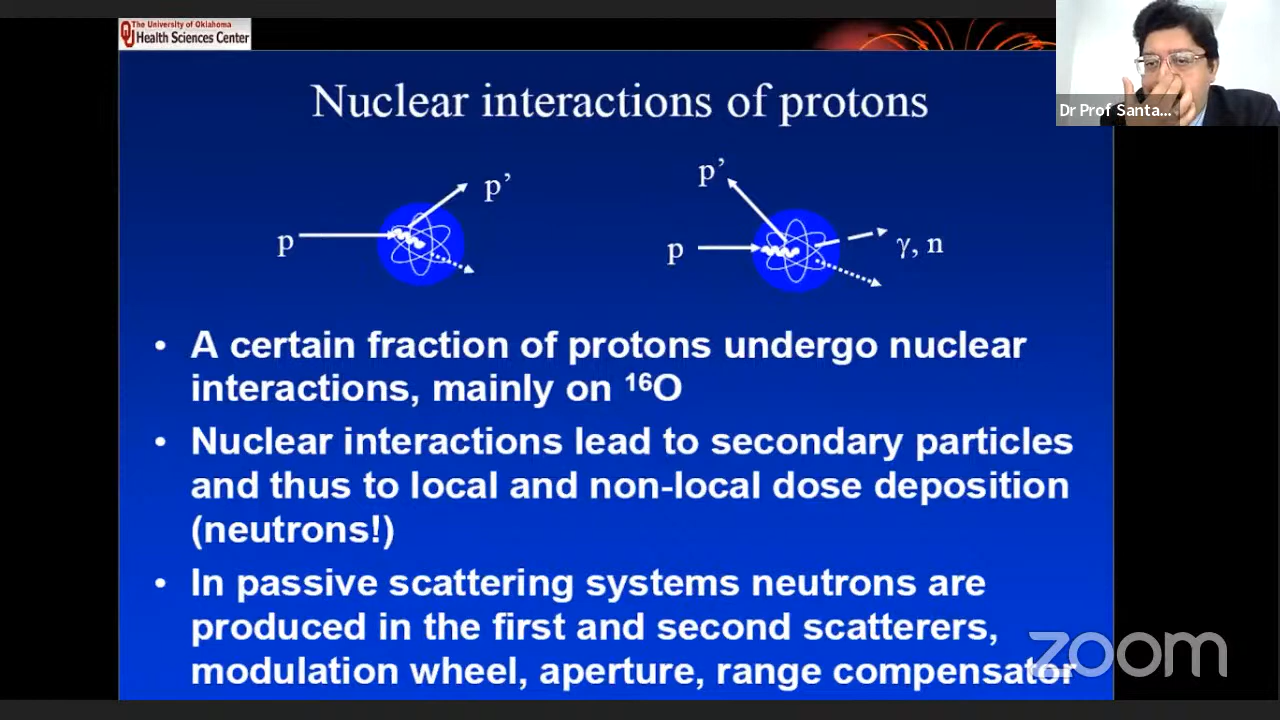 The University of Oklahoma
Health Sciences Center
Dr Prof Santa...
Nuclear interactions of protons
p
p’
p
p’
γ, n
• A certain fraction of protons undergo nuclear
interactions, mainly on ¹⁶O
• Nuclear interactions lead to secondary particles
and thus to local and non-local dose deposition
(neutrons!)
• In passive scattering systems neutrons are
produced in the first and second scatterers,
modulation wheel, aperture, range compensator
zoom